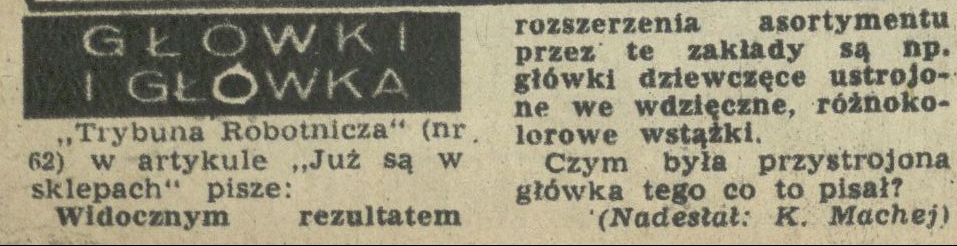 GŁÓWKI
I GŁÓWKA
„Trybuna Robotnicza“ (nr
62) w artykule „Już są w
sklepach“ pisze:
Widocznym rezultatem
rozszerzenia asortymentu
przez te zakłady są np.
główki dziewczęce ustrojo-
ne we wdzięczne, różnoko-
lorowe wstążki.
Czym była przystrojona
główka tego co to pisał?
(Nadesłał: K. Machej)